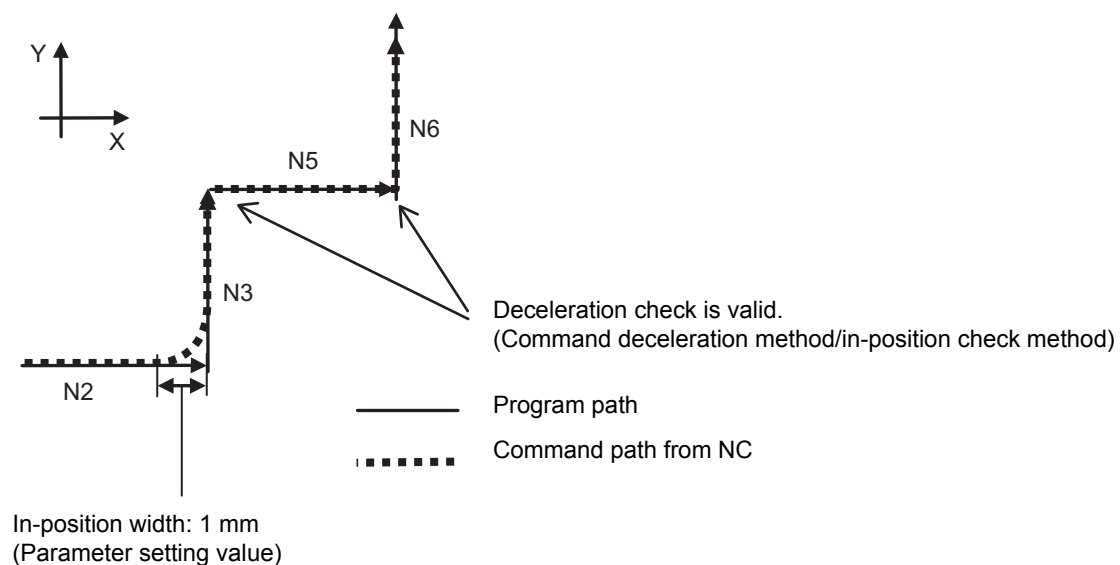 Y
X
N6
N5
N3
N2
Deceleration check is valid.
(Command deceleration method/in-position check method)
Program path
Command path from NC
In-position width: 1 mm
(Parameter setting value)